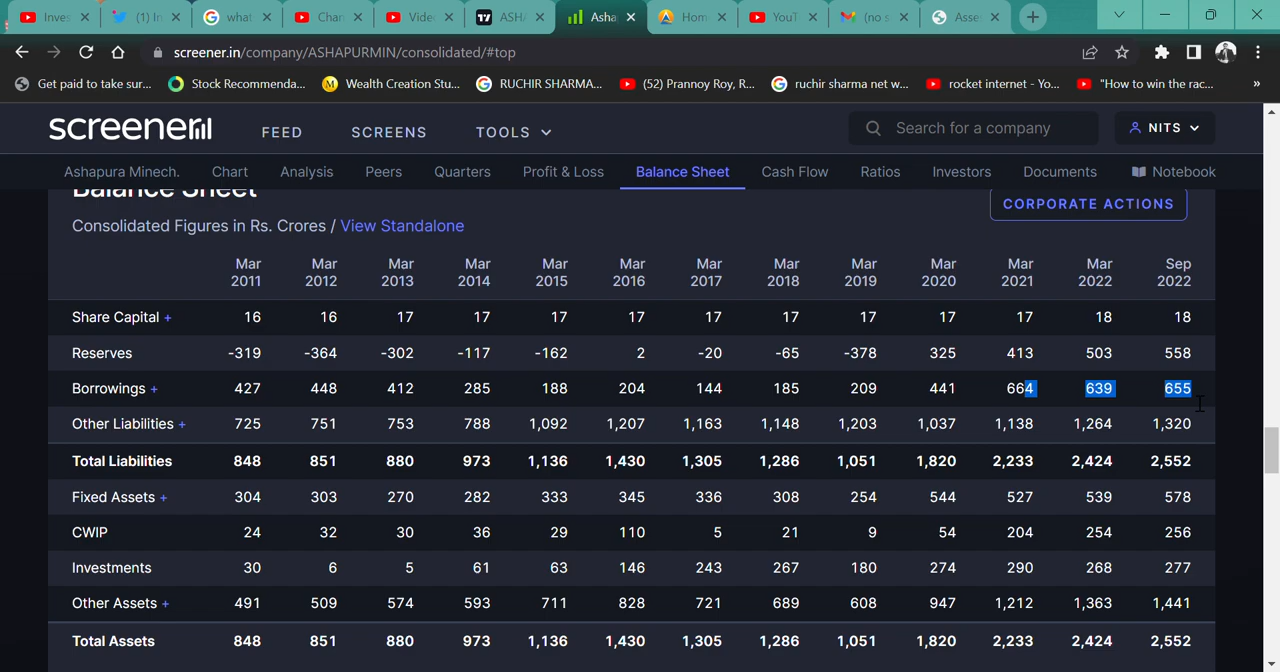 Inves
(1) In
what
Chan
Vide
ASHA
Asha
Hom
YouT
(no s
Asse
screener.in/company/ASHAPURMIN/consolidated/#top
Get paid to take sur...
Stock Recommenda...
Wealth Creation Stu...
RUCHIR SHARMA...
(52) Prannoy Roy, R...
ruchir sharma net w...
rocket internet - Yo...
"How to win the rac...
»
screener
FEED
SCREENS
TOOLS
Search for a company
NITS
Ashapura Minech.
Chart
Analysis
Peers
Quarters
Profit & Loss
Balance Sheet
Cash Flow
Ratios
Investors
Documents
Notebook
Balance Sheet
Consolidated Figures in Rs. Crores / View Standalone
CORPORATE ACTIONS
Mar 2011 Mar 2012 Mar 2013 Mar 2014 Mar 2015 Mar 2016 Mar 2017 Mar 2018 Mar 2019 Mar 2020 Mar 2021 Mar 2022 Sep 2022
Share Capital + 16 16 17 17 17 17 17 17 17 17 17 18 18
Reserves -319 -364 -302 -117 -162 2 -20 -65 -378 325 413 503 558
Borrowings + 427 448 412 285 188 204 144 185 209 441 664 639 655
Other Liabilities + 725 751 753 788 1,092 1,207 1,163 1,148 1,203 1,037 1,138 1,264 1,320
Total Liabilities 848 851 880 973 1,136 1,430 1,305 1,286 1,051 1,820 2,233 2,424 2,552
Fixed Assets + 304 303 270 282 333 345 336 308 254 544 527 539 578
CWIP 24 32 30 36 29 110 5 21 9 54 204 254 256
Investments 30 6 5 61 63 146 243 267 180 274 290 268 277
Other Assets + 491 509 574 593 711 828 721 689 608 947 1,212 1,363 1,441
Total Assets 848 851 880 973 1,136 1,430 1,305 1,286 1,051 1,820 2,233 2,424 2,552